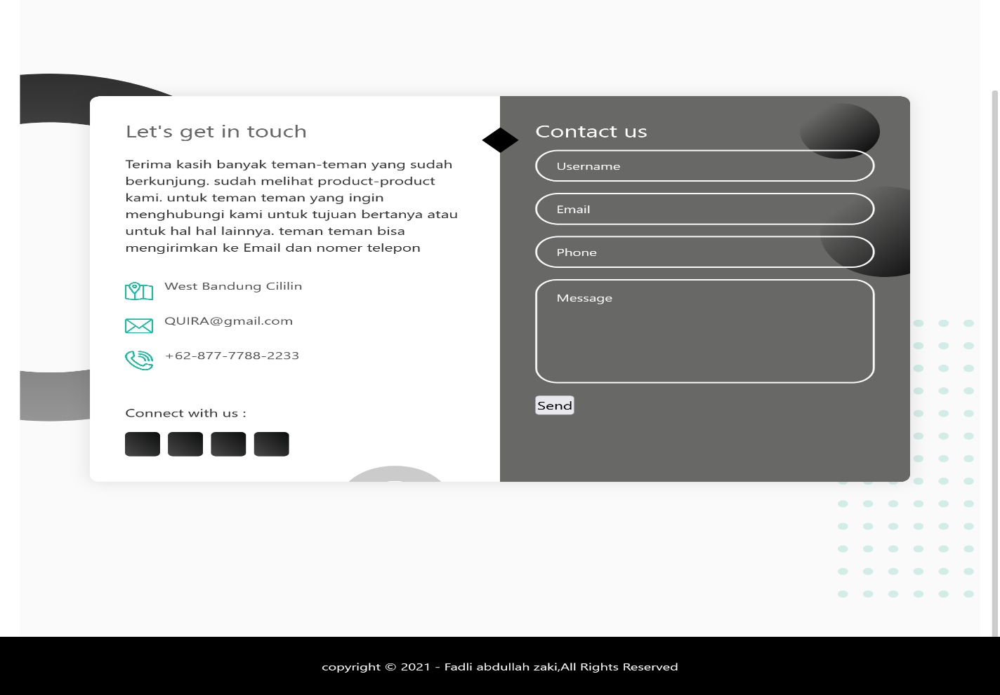 Let's get in touch
Terima kasih banyak teman-teman yang sudah
berkunjung. sudah melihat product-product
kami. untuk teman teman yang ingin
menghubungi kami untuk tujuan bertanya atau
untuk hal hal lainnya. teman teman bisa
mengirimkan ke Email dan nomer telepon
West Bandung Cililin
QUIRA@gmail.com
+62-877-7788-2233
Connect with us :
Contact us
Username
Email
Phone
Message
Send
copyright © 2021 - Fadli abdullah zaki,All Rights Reserved